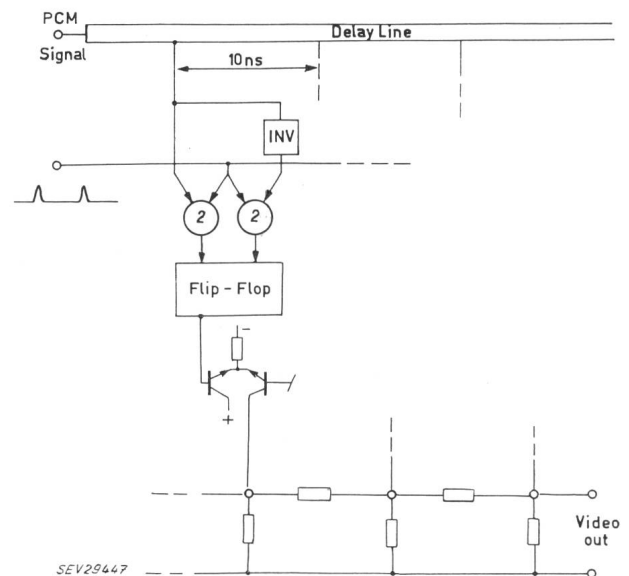 PCM
Signal
Delay Line
10ns
INV
2 2
Flip - Flop
-
+
Video
out
SEV29447